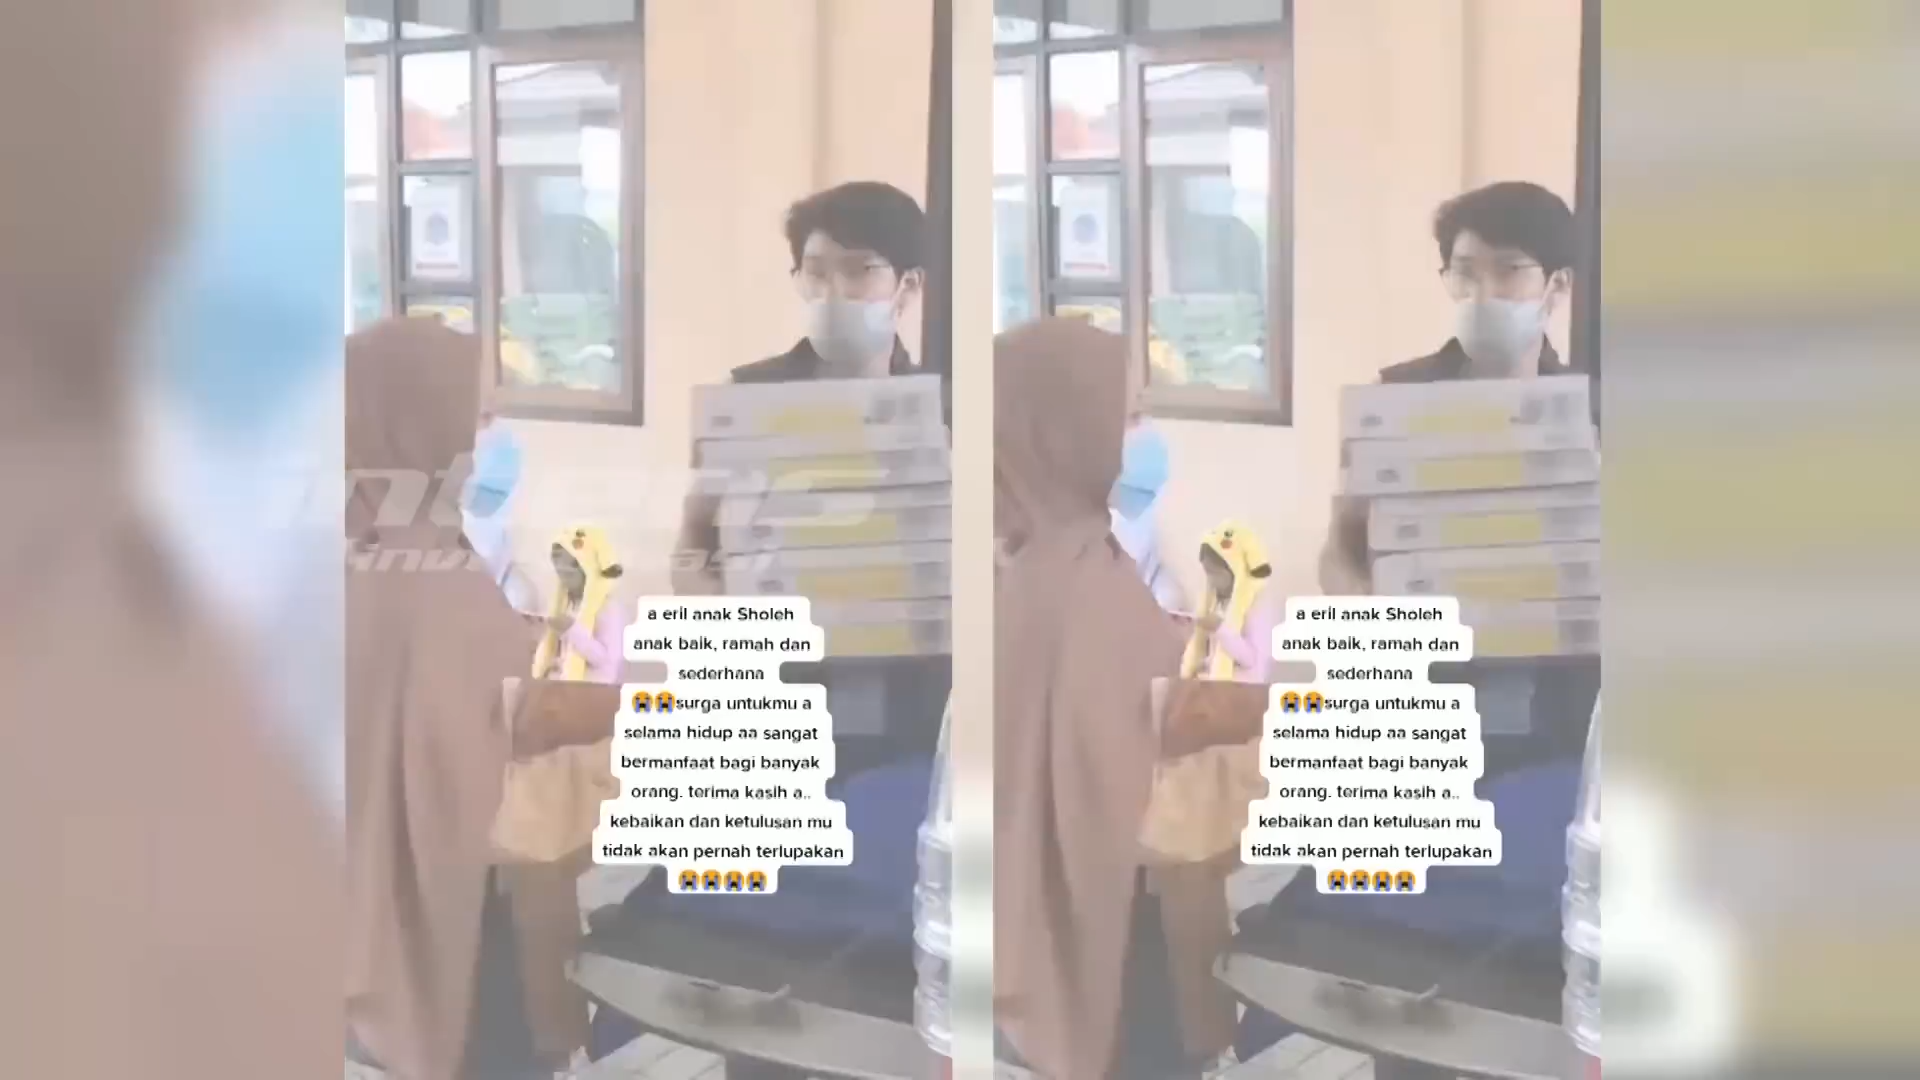 intens
investigasi
a eril anak Sholeh
anak baik, ramah dan
sederhana
😭😭surga untukmu a
selama hidup aa sangat
bermanfaat bagi banyak
orang. terima kasih a..
kebaikan dan ketulusan mu
tidak akan pernah terlupakan
😭😭😭😭
a eril anak Sholeh
anak baik, ramah dan
sederhana
😭😭surga untukmu a
selama hidup aa sangat
bermanfaat bagi banyak
orang. terima kasih a..
kebaikan dan ketulusan mu
tidak akan pernah terlupakan
😭😭😭😭